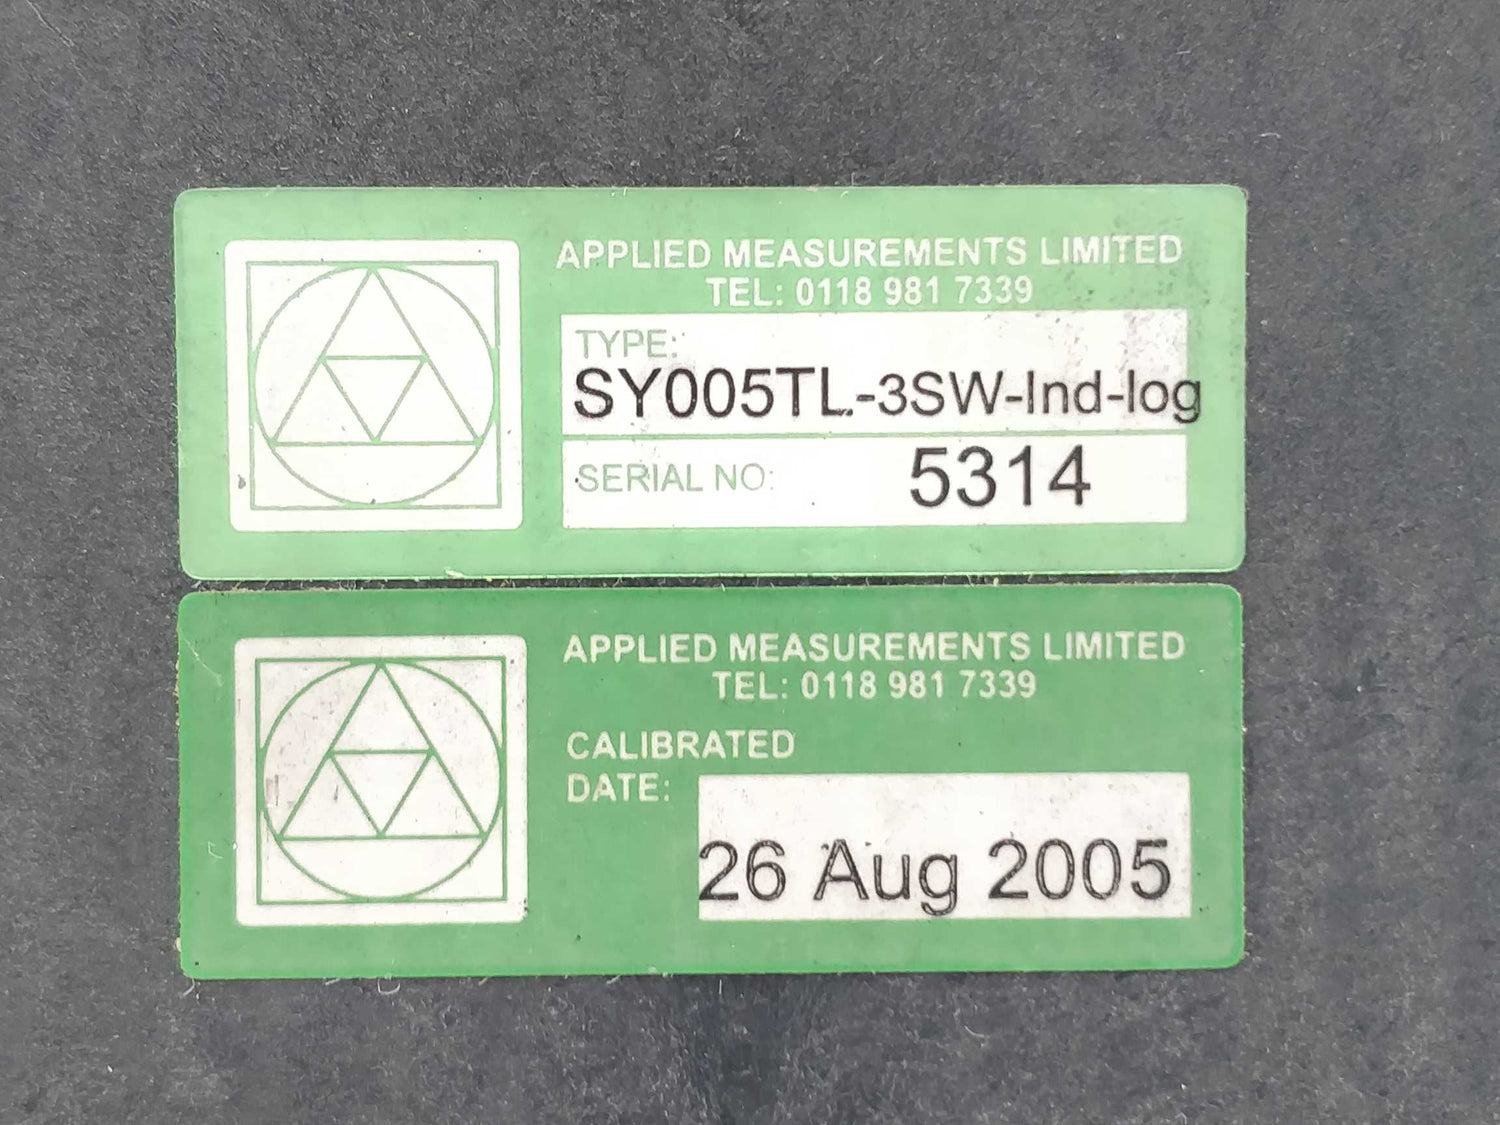 APPLIED MEASUREMENTS LIMITED
TEL: 0118 981 7339
TYPE:
SY005TL-3SW-Ind-log
SERIAL NO: 5314
APPLIED MEASUREMENTS LIMITED
TEL: 0118 981 7339
CALIBRATED
DATE:
26 Aug 2005